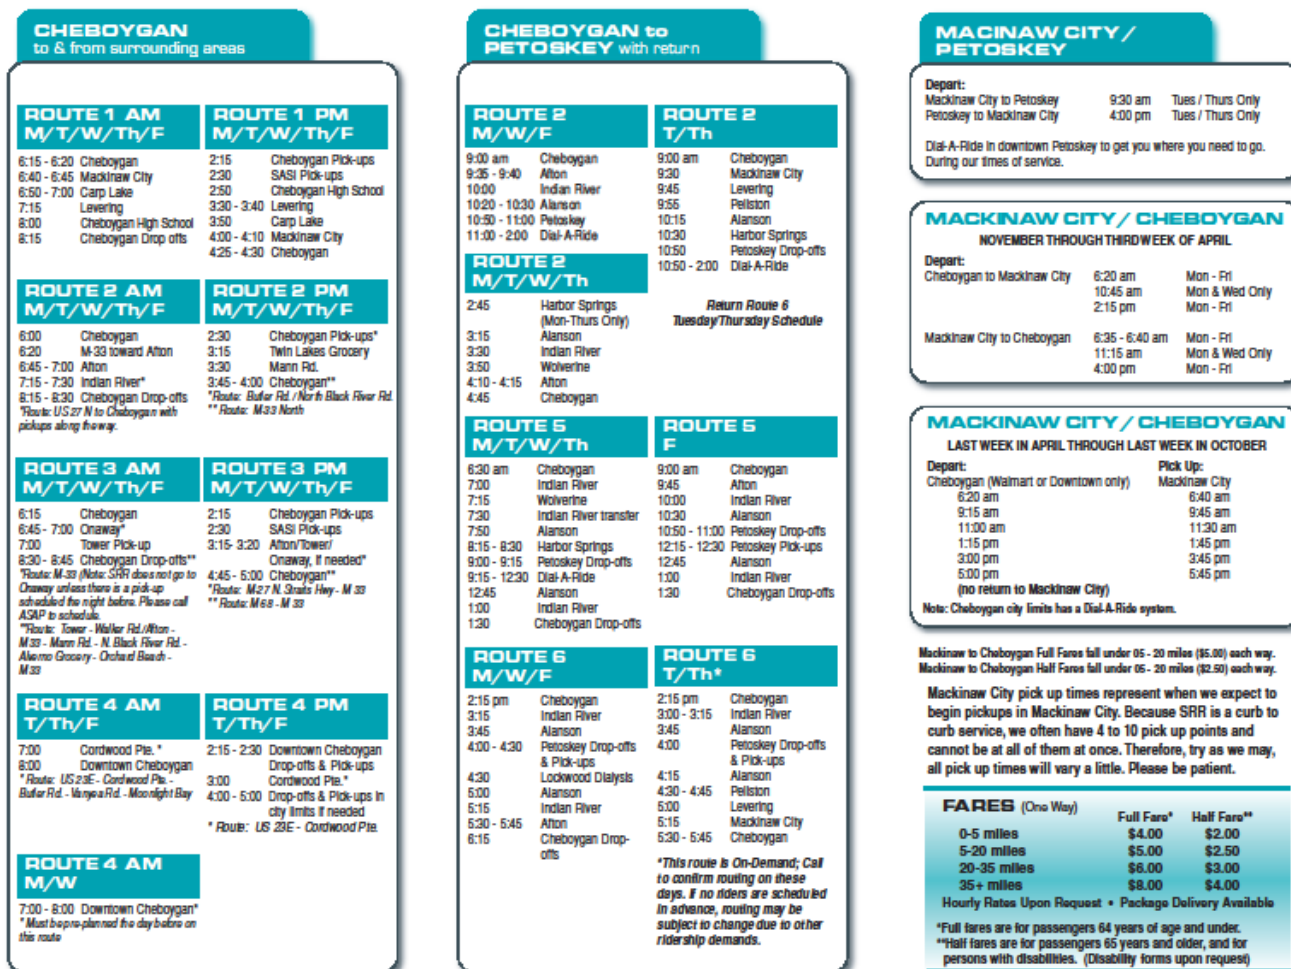 CHEBOYGAN
to & from surrounding areas
ROUTE 1 AM
M/T/W/Th/F
6:15 - 6:20 Cheboygan
6:40 - 6:45 Mackinaw City
6:50 - 7:00 Carp Lake
7:15 Levering
8:00 Cheboygan High School
8:15 Cheboygan Drop offs
ROUTE 1 PM
M/T/W/Th/F
2:15 Cheboygan Pick-ups
2:30 SASI Pick-ups
2:50 Cheboygan High School
3:30 - 3:40 Levering
3:50 Carp Lake
4:00 - 4:10 Mackinaw City
4:25 - 4:30 Cheboygan
ROUTE 2 AM
M/T/W/Th/F
6:00 Cheboygan
6:20 M-33 toward Afton
6:45 - 7:00 Afton
7:15 - 7:30 Indian River*
8:15 - 8:30 Cheboygan Drop-offs
*Route: US 27 N to Cheboygan with
pickups along the way.
ROUTE 2 PM
M/T/W/Th/F
2:30 Cheboygan Pick-ups*
3:15 Twin Lakes Grocery
3:30 Mann Rd.
3:45 - 4:00 Cheboygan**
*Route: Butler Rd. / North Black River Rd.
** Route: M-33 North
ROUTE 3 AM
M/T/W/Th/F
6:15 Cheboygan
6:45 - 7:00 Onaway*
7:00 Tower Pick-up
8:30 - 8:45 Cheboygan Drop-offs**
*Route: M-33 (Note: SRR does not go to
Onaway unless there is a pick-up
scheduled the night before. Please call
ASAP to schedule.
**Route: Tower - Walker Rd./Afton -
M 33 - Mann Rd. - N. Black River Rd. -
Alverno Grocery - Orchard Beach -
M 33
ROUTE 3 PM
M/T/W/Th/F
2:15 Cheboygan Pick-ups
2:30 SASI Pick-ups
3:15- 3:20 Afton/Tower/
Onaway, if needed*
4:45 - 5:00 Cheboygan**
*Route: M-27 N. Straits Hwy - M 33
** Route: M 68 - M 33
ROUTE 4 AM
T/Th/F
7:00 Cordwood Pte. *
8:00 Downtown Cheboygan
* Route: US 23E - Cordwood Pte. -
Butler Rd. - Vanyea Rd. - Moonlight Bay
ROUTE 4 PM
T/Th/F
2:15 - 2:30 Downtown Cheboygan
Drop-offs & Pick-ups
3:00 Cordwood Pte.*
4:00 - 5:00 Drop-offs & Pick-ups in
city limits if needed
* Route: US 23E - Cordwood Pte.
ROUTE 4 AM
M/W
7:00 - 8:00 Downtown Cheboygan*
* Must be pre-planned the day before on
this route
CHEBOYGAN to
PETOSKEY with return
ROUTE 2
M/W/F
9:00 am Cheboygan
9:35 - 9:40 Afton
10:00 Indian River
10:20 - 10:30 Alanson
10:50 - 11:00 Petoskey
11:00 - 2:00 Dial-A-Ride
ROUTE 2
M/T/W/Th
2:45 Harbor Springs
(Mon-Thurs Only)
3:15 Alanson
3:30 Indian River
3:50 Wolverine
4:10 - 4:15 Afton
4:45 Cheboygan
ROUTE 2
T/Th
9:00 am Cheboygan
9:30 Mackinaw City
9:45 Levering
9:55 Pellston
10:15 Alanson
10:30 Harbor Springs
10:50 Petoskey Drop-offs
10:50 - 2:00 Dial-A-Ride
Return Route 6
Tuesday/Thursday Schedule
ROUTE 5
M/T/W/Th
6:30 am Cheboygan
7:00 Indian River
7:15 Wolverine
7:30 Indian River transfer
7:50 Alanson
8:15 - 8:30 Harbor Springs
9:00 - 9:15 Petoskey Drop-offs
9:15 - 12:30 Dial-A-Ride
12:45 Alanson
1:00 Indian River
1:30 Cheboygan Drop-offs
ROUTE 5
F
9:00 am Cheboygan
9:45 Afton
10:00 Indian River
10:30 Alanson
10:50 - 11:00 Petoskey Drop-offs
12:15 - 12:30 Petoskey Pick-ups
12:45 Alanson
1:00 Indian River
1:30 Cheboygan Drop-offs
ROUTE 6
M/W/F
2:15 pm Cheboygan
3:15 Indian River
3:45 Alanson
4:00 - 4:30 Petoskey Drop-offs
& Pick-ups
4:30 Lockwood Dialysis
5:00 Alanson
5:15 Indian River
5:30 - 5:45 Afton
6:15 Cheboygan Drop-
offs
ROUTE 6
T/Th*
2:15 pm Cheboygan
3:00 - 3:15 Indian River
3:45 Alanson
4:00 Petoskey Drop-offs
& Pick-ups
4:15 Alanson
4:30 - 4:45 Pellston
5:00 Levering
5:15 Mackinaw City
5:30 - 5:45 Cheboygan
*This route is On-Demand; Call
to confirm routing on these
days. If no riders are scheduled
in advance, routing may be
subject to change due to other
ridership demands.
MACINAW CITY/
PETOSKEY
Depart:
Mackinaw City to Petoskey 9:30 am Tues / Thurs Only
Petoskey to Mackinaw City 4:00 pm Tues / Thurs Only
Dial-A-Ride in downtown Petoskey to get you where you need to go.
During our times of service.
MACKINAW CITY/ CHEBOYGAN
NOVEMBER THROUGH THIRD WEEK OF APRIL
Depart:
Cheboygan to Mackinaw City 6:20 am Mon - Fri
10:45 am Mon & Wed Only
2:15 pm Mon - Fri
Mackinaw City to Cheboygan 6:35 - 6:40 am Mon - Fri
11:15 am Mon & Wed Only
4:00 pm Mon - Fri
MACKINAW CITY / CHEBOYGAN
LAST WEEK IN APRIL THROUGH LAST WEEK IN OCTOBER
Depart: Pick Up:
Cheboygan (Walmart or Downtown only) Mackinaw City
6:20 am 6:40 am
9:15 am 9:45 am
11:00 am 11:30 am
1:15 pm 1:45 pm
3:00 pm 3:45 pm
5:00 pm 5:45 pm
(no return to Mackinaw City)
Note: Cheboygan city limits has a Dial-A-Ride system.
Mackinaw to Cheboygan Full Fares fall under 05 - 20 miles ($5.00) each way.
Mackinaw to Cheboygan Half Fares fall under 05 - 20 miles ($2.50) each way.
Mackinaw City pick up times represent when we expect to
begin pickups in Mackinaw City. Because SRR is a curb to
curb service, we often have 4 to 10 pick up points and
cannot be at all of them at once. Therefore, try as we may,
all pick up times will vary a little. Please be patient.
FARES (One Way)
Full Fare* Half Fare**
0-5 miles $4.00 $2.00
5-20 miles $5.00 $2.50
20-35 miles $6.00 $3.00
35+ miles $8.00 $4.00
Hourly Rates Upon Request • Package Delivery Available
*Full fares are for passengers 64 years of age and under.
**Half fares are for passengers 65 years and older, and for
persons with disabilities. (Disability forms upon request)